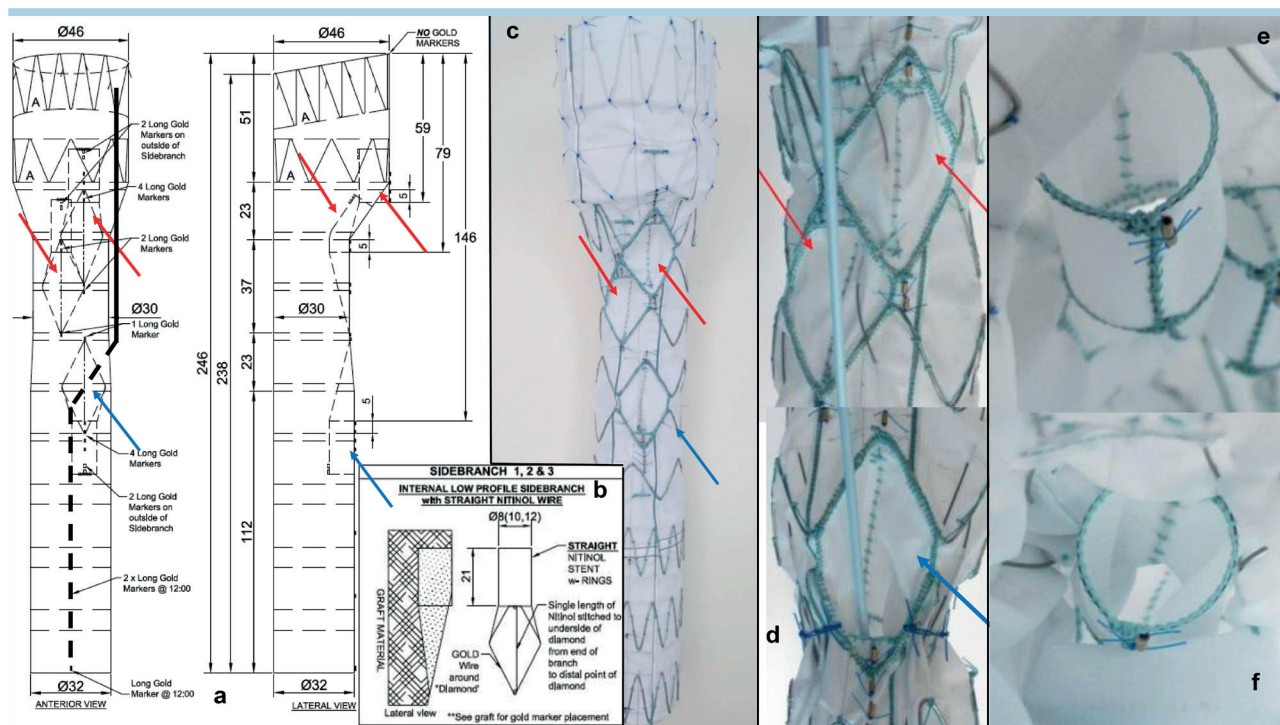 Ø46
A
A
Ø30
Ø32
ANTERIOR VIEW
2 Long Gold
Markers on
outside of
Sidebranch
4 Long Gold
Markers
2 Long Gold
Markers
1 Long Gold
Marker
4 Long Gold
Markers
2 Long Gold
Markers on
outside of
Sidebranch
2 x Long Gold
Markers @ 12:00
Long Gold
Marker @ 12:00
a
Ø46
NO GOLD
MARKERS
A
A
246
238
51
23
37
23
112
59
79
146
5
5
5
Ø30
Ø32
LATERAL VIEW
SIDEBRANCH 1, 2 & 3
b
INTERNAL LOW PROFILE SIDEBRANCH
with STRAIGHT NITINOL WIRE
Ø8(10,12)
21
STRAIGHT
NITINOL
STENT
w- RINGS
GRAFT MATERIAL
Single length of
Nitinol stitched to
underside of
diamond
from end of
branch
to distal point of
diamond
GOLD
Wire
around
"Diamond'
Lateral view
**See graft for gold marker placement
c
d
e
f